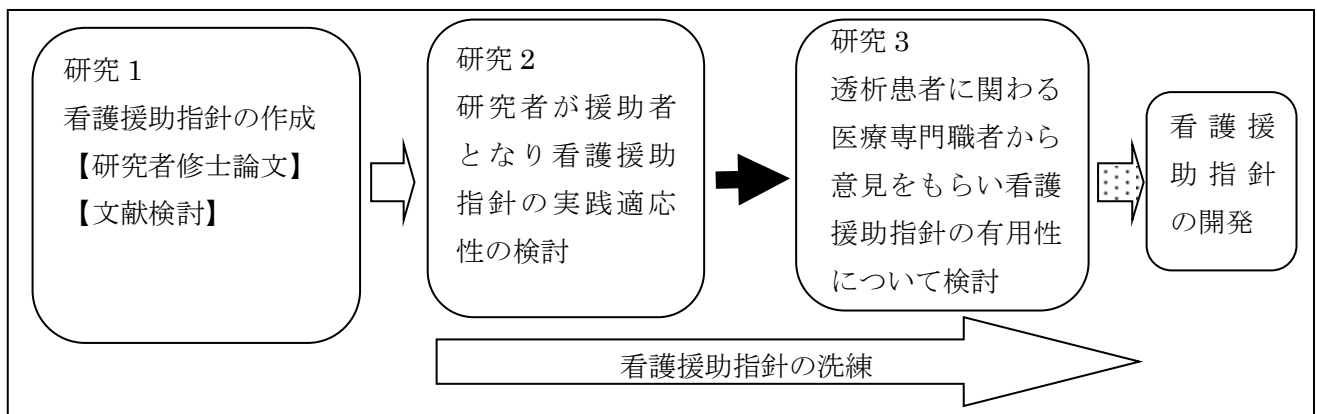 研究 1
看護援助指針の作成
【研究者修士論文】
【文献検討】
研究 2
研究者が援助者
となり看護援助
指針の実践適応
性の検討
研究 3
透析患者に関わる
医療専門職者から
意見をもらい看護
援助指針の有用性
について検討
看護援
助指針
の開発
看護援助指針の洗練